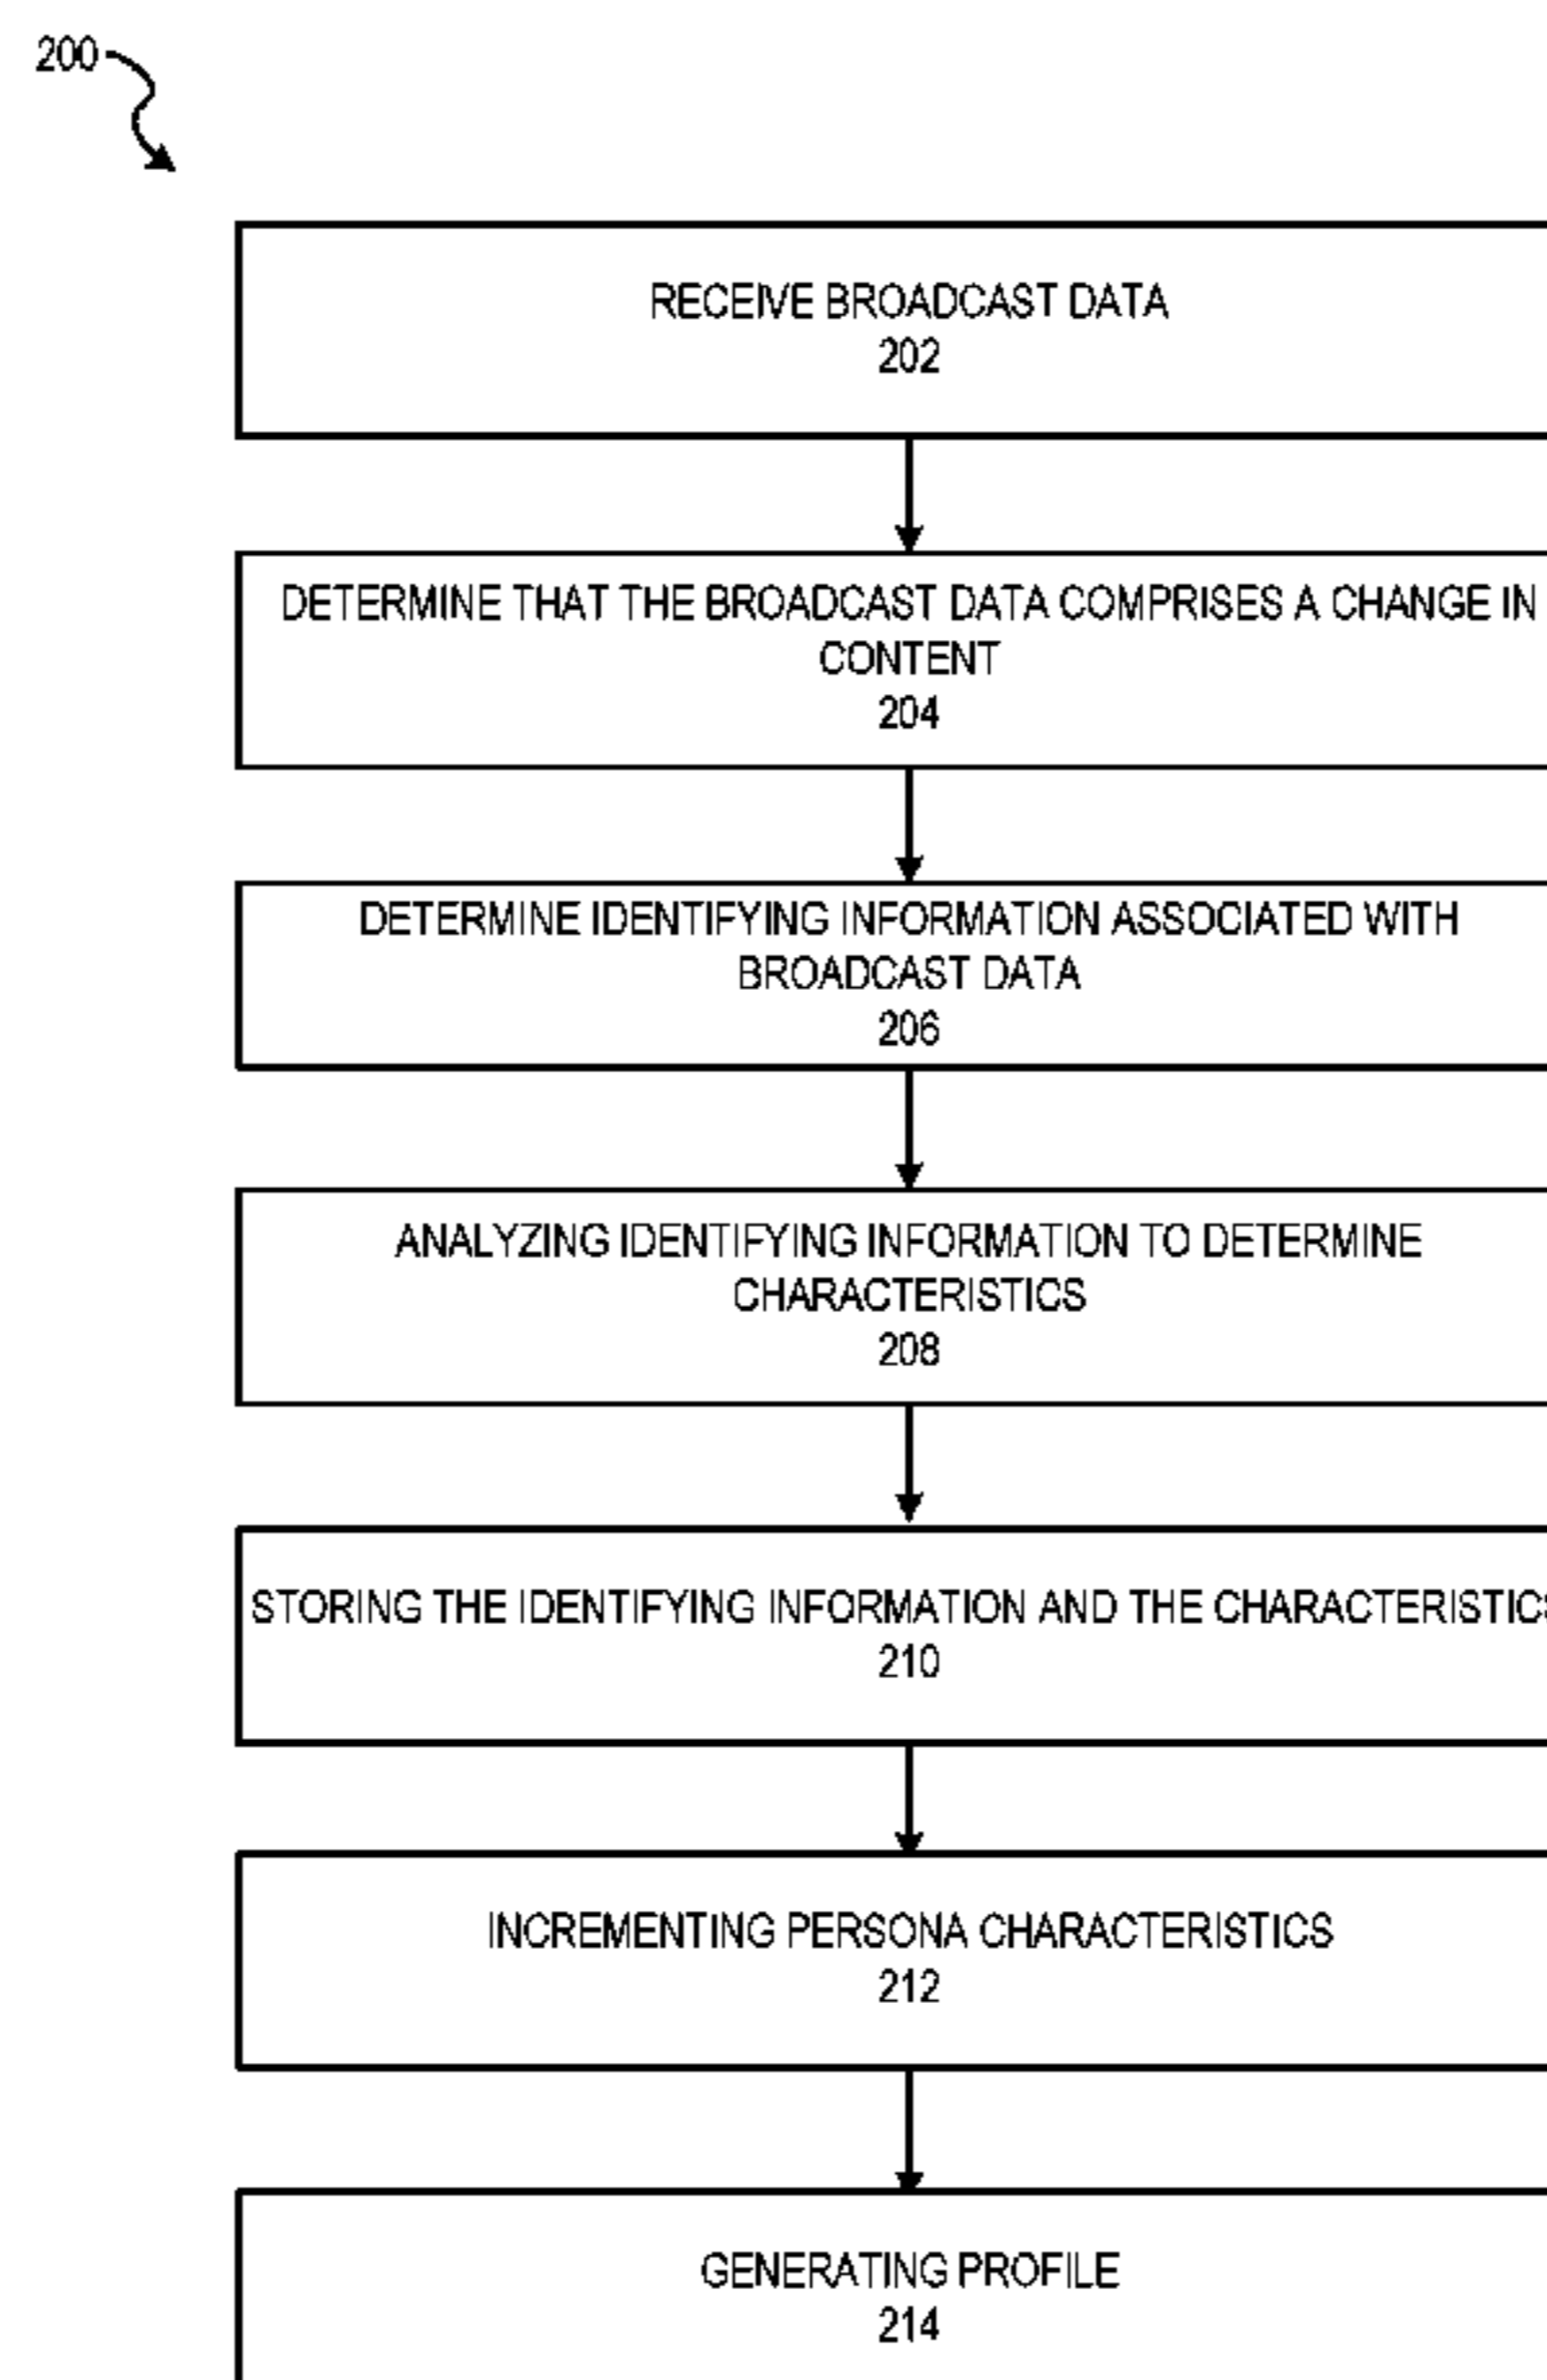 200
RECEIVE BROADCAST DATA
202
DETERMINE THAT THE BROADCAST DATA COMPRISES A CHANGE IN
CONTENT
204
DETERMINE IDENTIFYING INFORMATION ASSOCIATED WITH
BROADCAST DATA
206
ANALYZING IDENTIFYING INFORMATION TO DETERMINE
CHARACTERISTICS
208
STORING THE IDENTIFYING INFORMATION AND THE CHARACTERISTICS
210
INCREMENTING PERSONA CHARACTERISTICS
212
GENERATING PROFILE
214